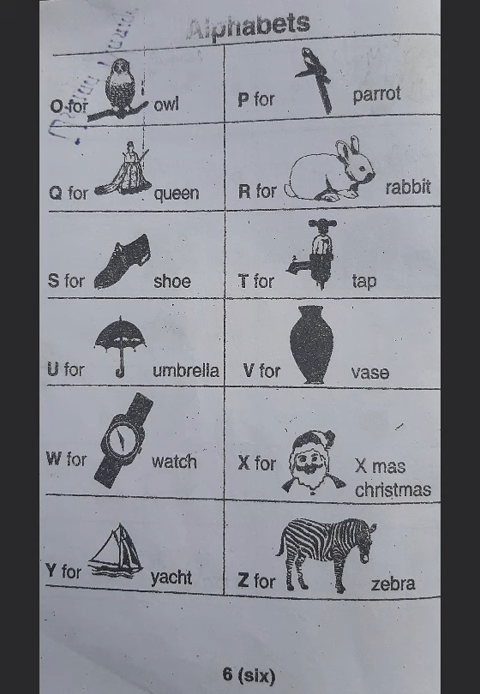 Alphabets
O for owl
P for parrot
Q for queen
R for rabbit
S for shoe
T for tap
U for umbrella
V for vase
W for watch
X for X mas
christmas
Y for yacht
Z for zebra
6 (six)